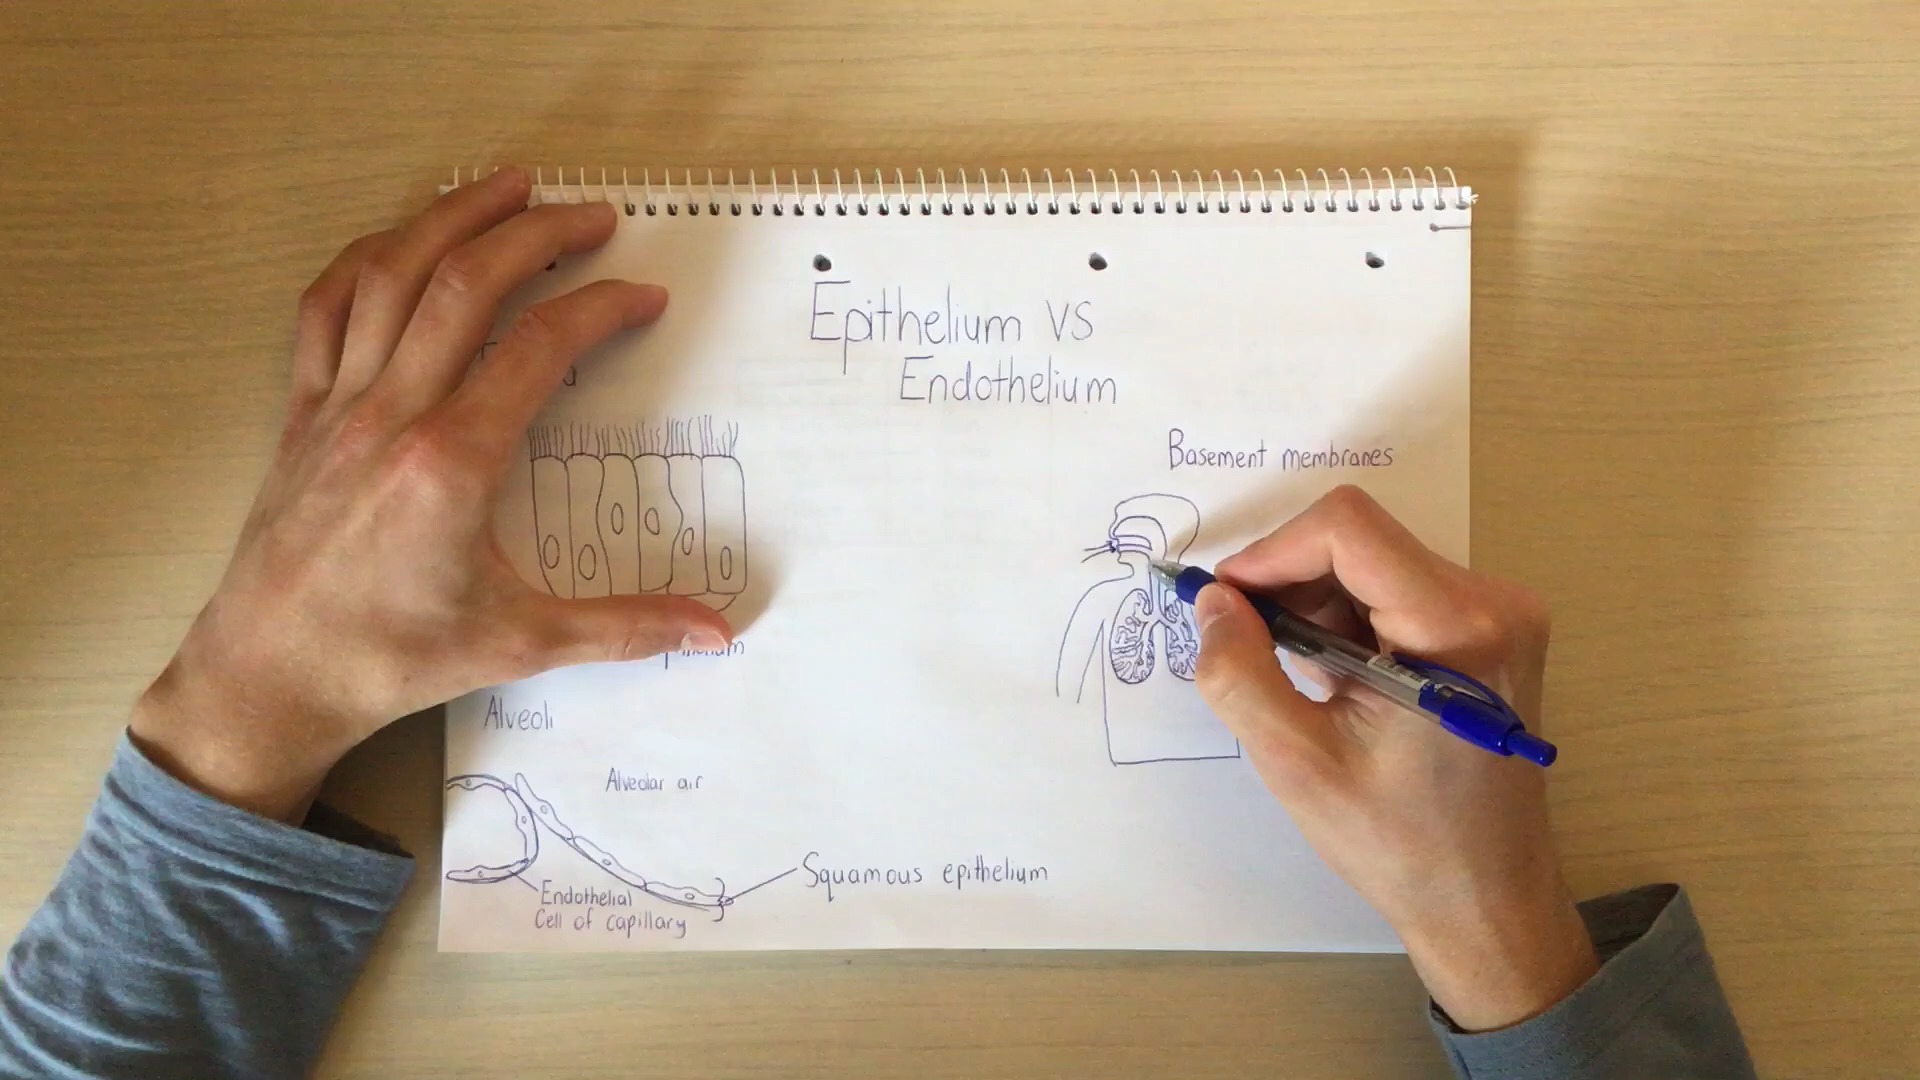 Epithelium VS
Endothelium
Basement membranes
Alveoli
Alveolar air
Squamous epithelium
Endothelial
Cell of capillary